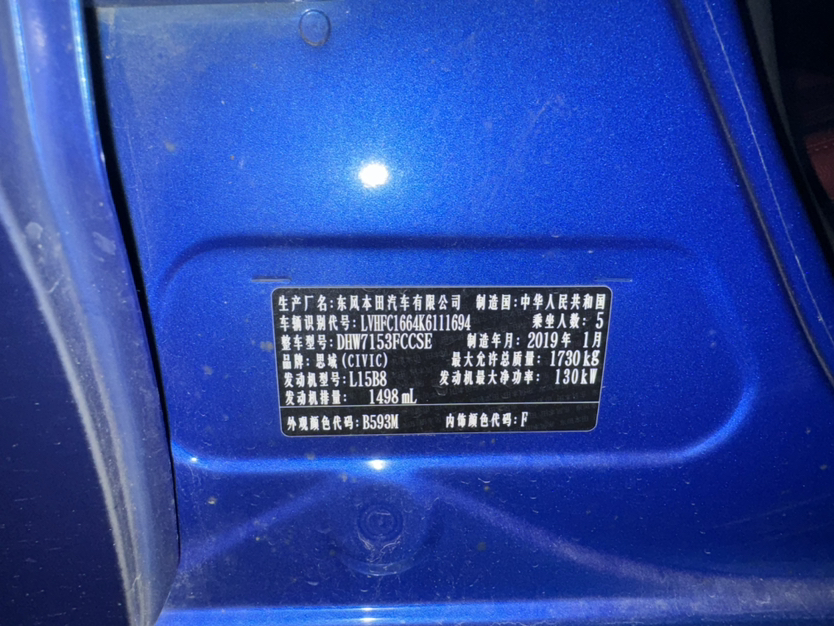 生产厂名:东风本田汽车有限公司 制造国:中华人民共和国
车辆识别代号:LVHFC1664K6111694 乘坐人数:5
整车型号:DHW7153FCCSE 制造年月:2019年1月
品牌:思域(CIVIC) 最大允许总质量:1730kg
发动机型号:L15B8 发动机最大净功率:130kW
发动机排量:1498mL
外观颜色代码:B593M 内饰颜色代码:F